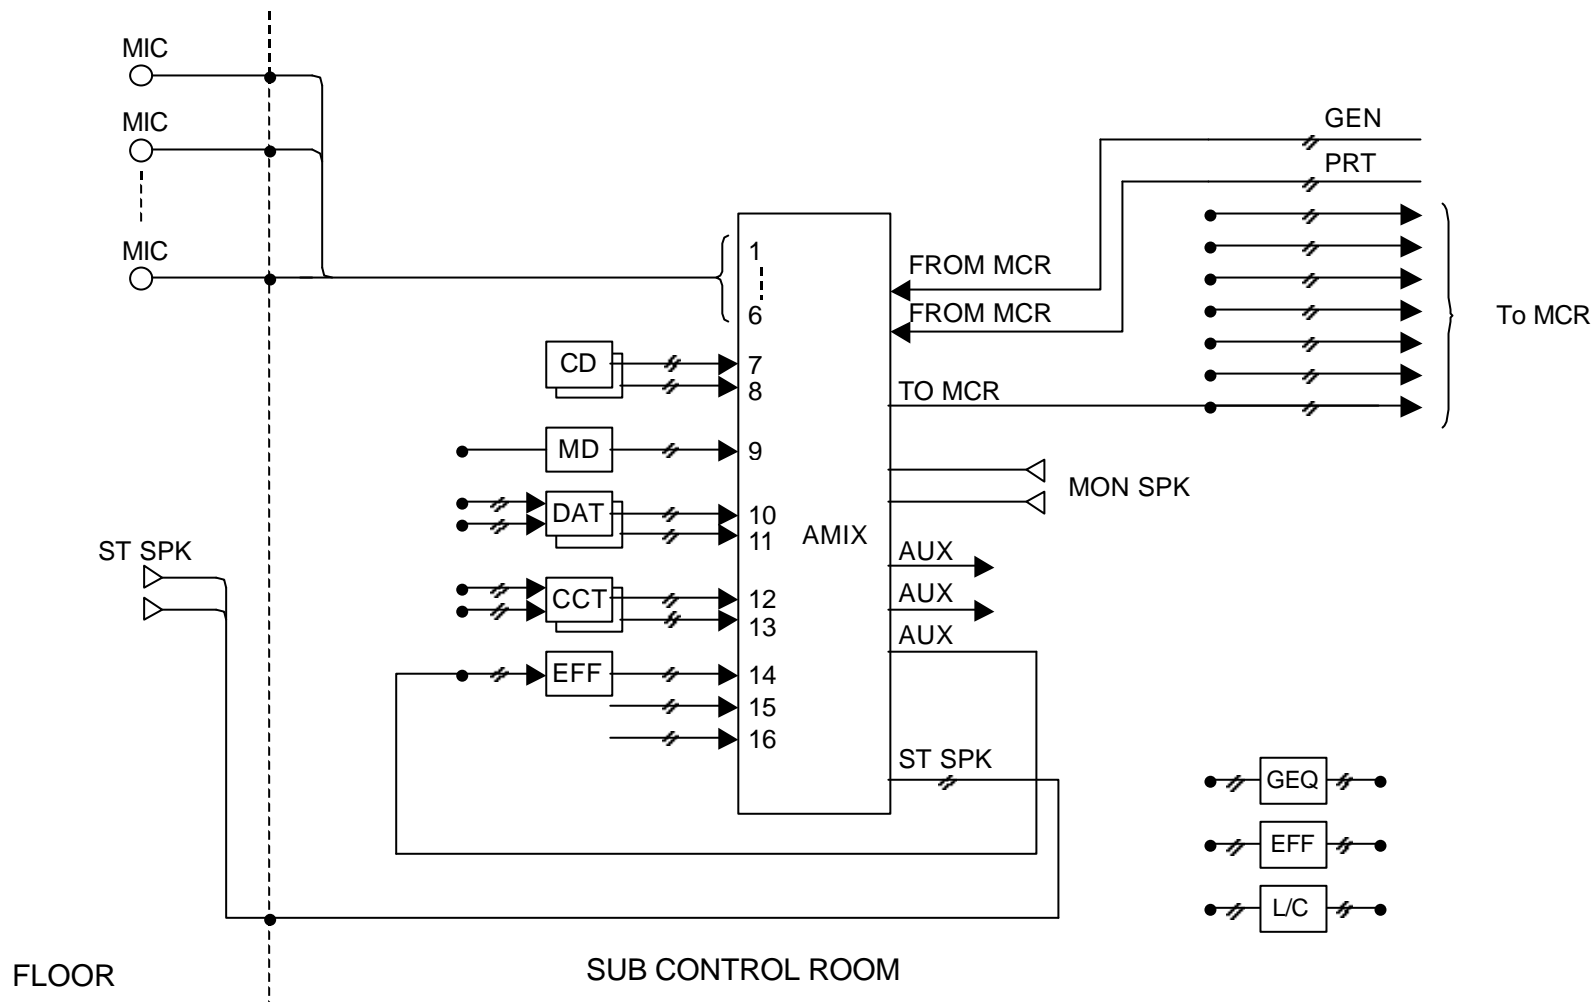 MIC
MIC
MIC
GEN
PRT
To MCR
FROM MCR
FROM MCR
TO MCR
MON SPK
AUX
AUX
AUX
ST SPK
1
6
7
8
9
10
11
12
13
14
15
16
AMIX
CD
MD
DAT
CCT
EFF
ST SPK
GEQ
EFF
L/C
FLOOR
SUB CONTROL ROOM